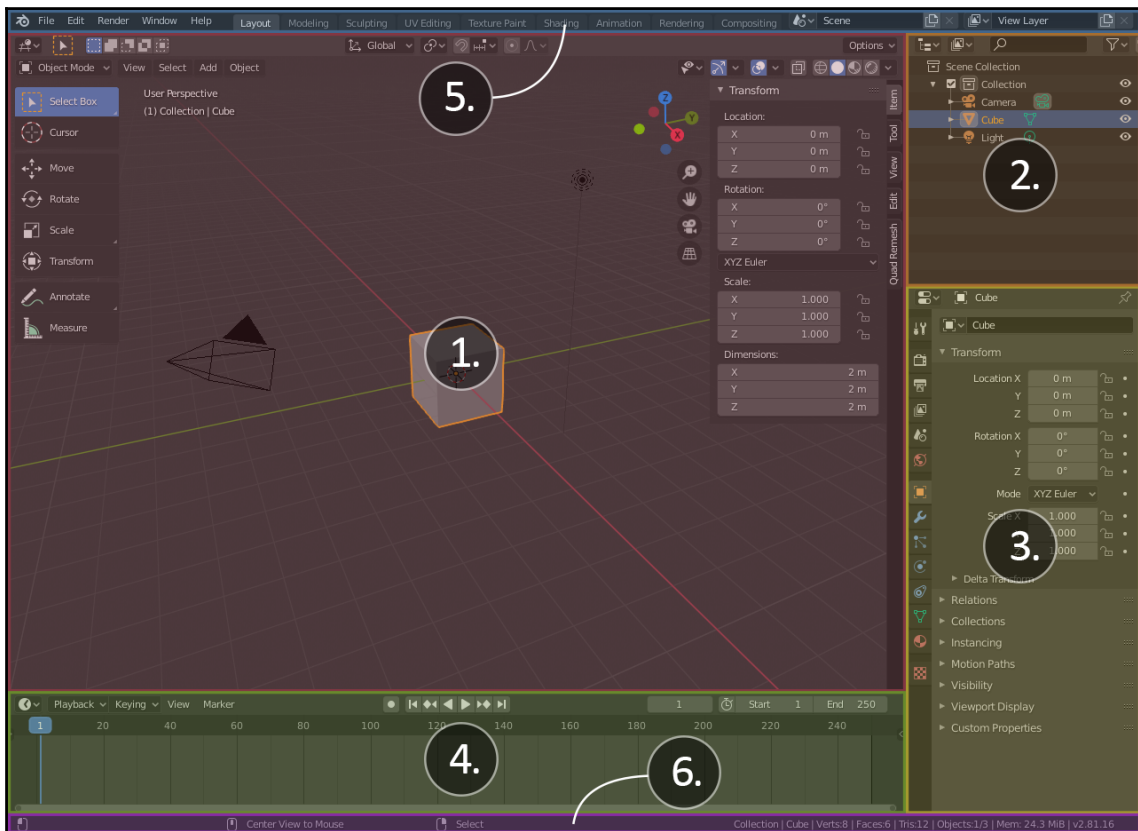 File Edit Render Window Help Layout Modeling Sculpting UV Editing Texture Paint Shading Animation Rendering Compositing Scene View Layer
Global Options
Object Mode View Select Add Object
5.
Select Box
Cursor
Move
Rotate
Scale
Transform
Annotate
Measure
User Perspective
(1) Collection | Cube
Z
Y
X
1.
Transform
Location:
X 0 m
Y 0 m
Z 0 m
Rotation:
X 0°
Y 0°
Z 0°
XYZ Euler
Scale:
X 1.000
Y 1.000
Z 1.000
Dimensions:
X 2 m
Y 2 m
Z 2 m
Item
Tool
View
Edit
Quad Remesh
Scene Collection
Collection
Camera
Cube
Light
2.
Cube
Cube
Transform
Location X 0 m
Y 0 m
Z 0 m
Rotation X 0°
Y 0°
Z 0°
Mode XYZ Euler
Scale X 1.000
1.000
Z 1.000
3.
Delta Transform
Relations
Collections
Instancing
Motion Paths
Visibility
Viewport Display
Custom Properties
Playback Keying View Marker 1 Start 1 End 250
1 20 40 60 80 100 120 140 160 180 200 220 240
4.
6.
Center View to Mouse Select Collection | Cube | Verts:8 | Faces:6 | Tris:12 | Objects:1/3 | Mem: 24.3 MiB | v2.81.16